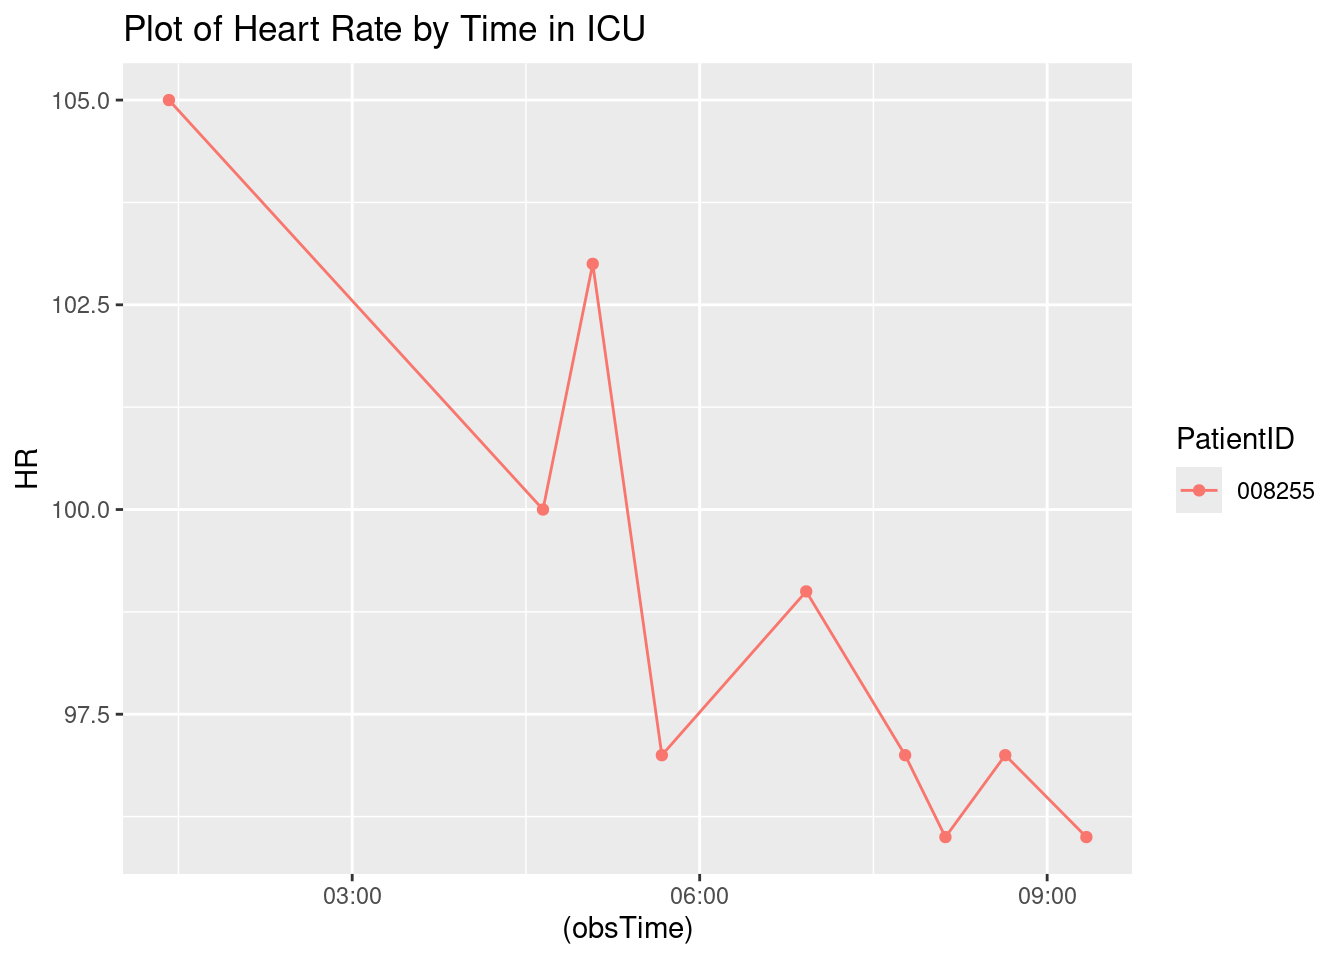 Plot of Heart Rate by Time in ICU
105.0
102.5
100.0
97.5
HR
03:00 06:00 09:00
(obsTime)
PatientID
008255